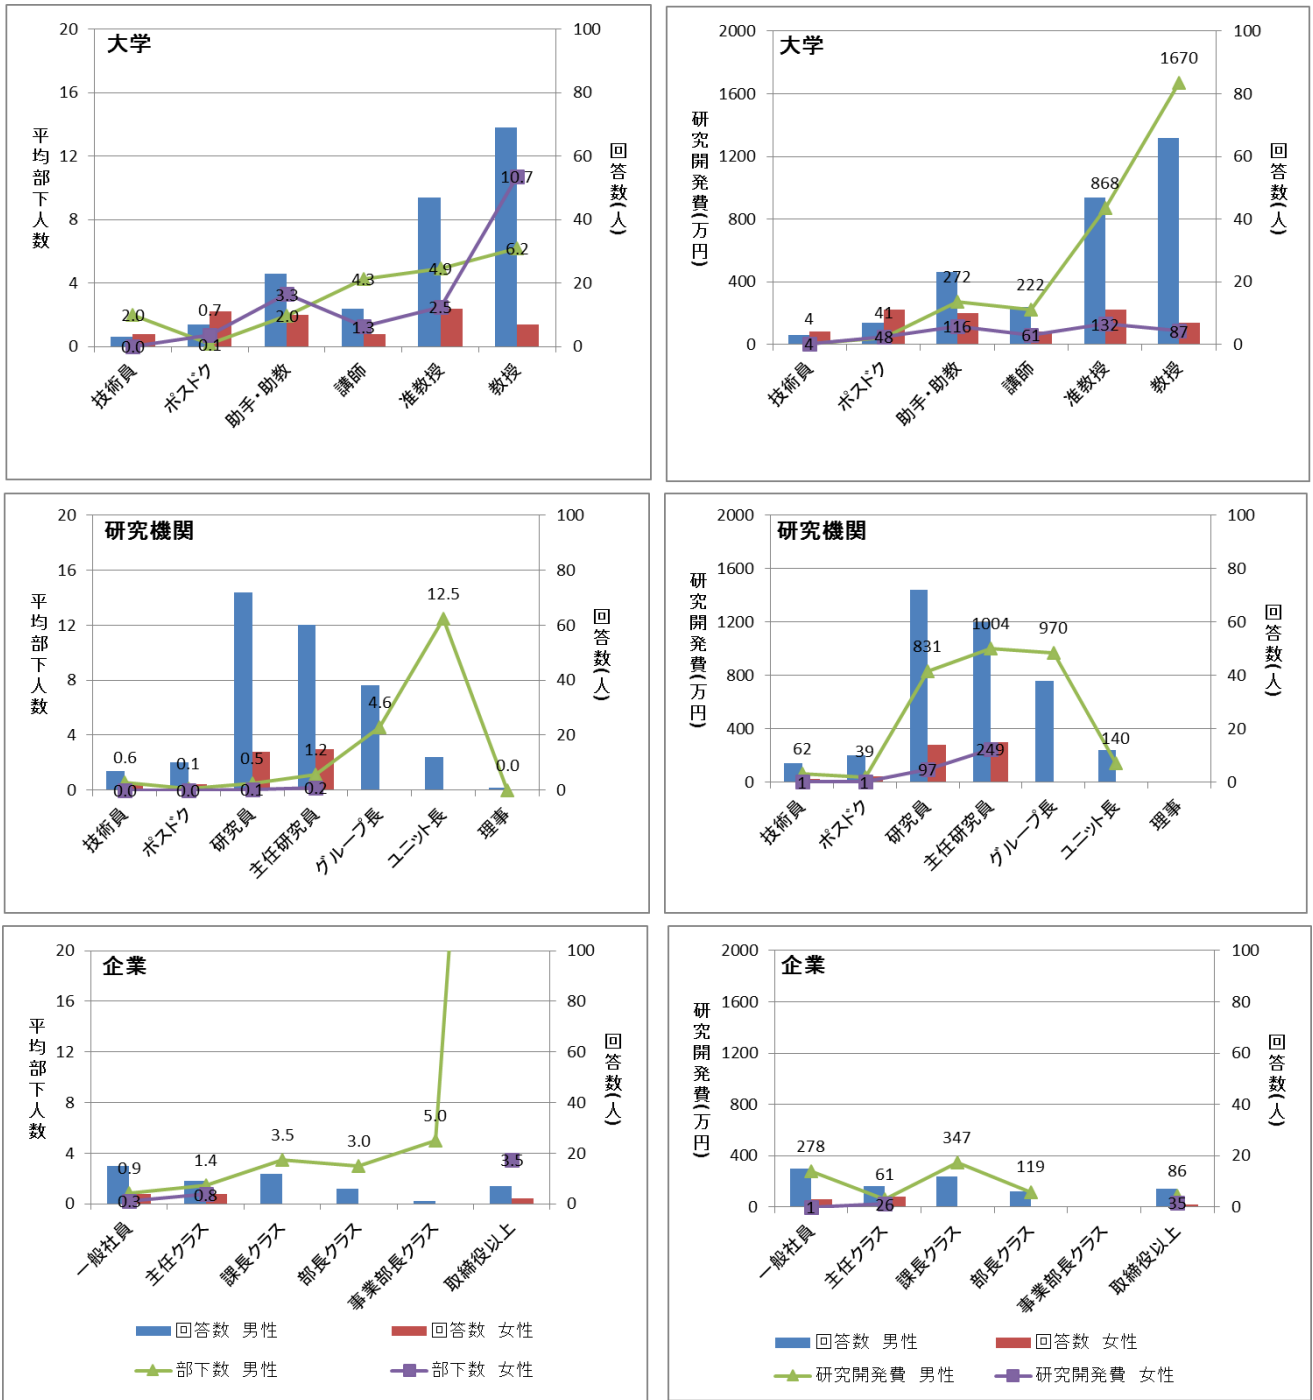 大学
20
16
12
8
4
0
100
80
60
40
20
0
平均部下人数
回答数(人)
2.0
0.0
0.7
0.1
3.3
2.0
4.3
1.3
4.9
2.5
10.7
6.2
技術員
ポスドク
助手・助教
講師
准教授
教授
大学
2000
1600
1200
800
400
0
100
80
60
40
20
0
研究開発費(万円)
回答数(人)
4
4
41
48
272
116
222
61
868
132
1670
87
技術員
ポスドク
助手・助教
講師
准教授
教授
研究機関
20
16
12
8
4
0
100
80
60
40
20
0
平均部下人数
回答数(人)
0.6
0.0
0.1
0.0
0.5
0.1
1.2
0.2
4.6
12.5
0.0
技術員
ポスドク
研究員
主任研究員
グループ長
ユニット長
理事
研究機関
2000
1600
1200
800
400
0
100
80
60
40
20
0
研究開発費(万円)
回答数(人)
62
1
39
1
831
97
1004
249
970
140
技術員
ポスドク
研究員
主任研究員
グループ長
ユニット長
理事
企業
20
16
12
8
4
0
100
80
60
40
20
0
平均部下人数
回答数(人)
0.9
0.3
1.4
0.8
3.5
3.0
5.0
3.5
一般社員
主任クラス
課長クラス
部長クラス
事業部長クラス
取締役以上
回答数 男性
回答数 女性
部下数 男性
部下数 女性
企業
2000
1600
1200
800
400
0
100
80
60
40
20
0
研究開発費(万円)
回答数(人)
278
1
61
26
347
119
86
35
一般社員
主任クラス
課長クラス
部長クラス
事業部長クラス
取締役以上
回答数 男性
回答数 女性
研究開発費 男性
研究開発費 女性